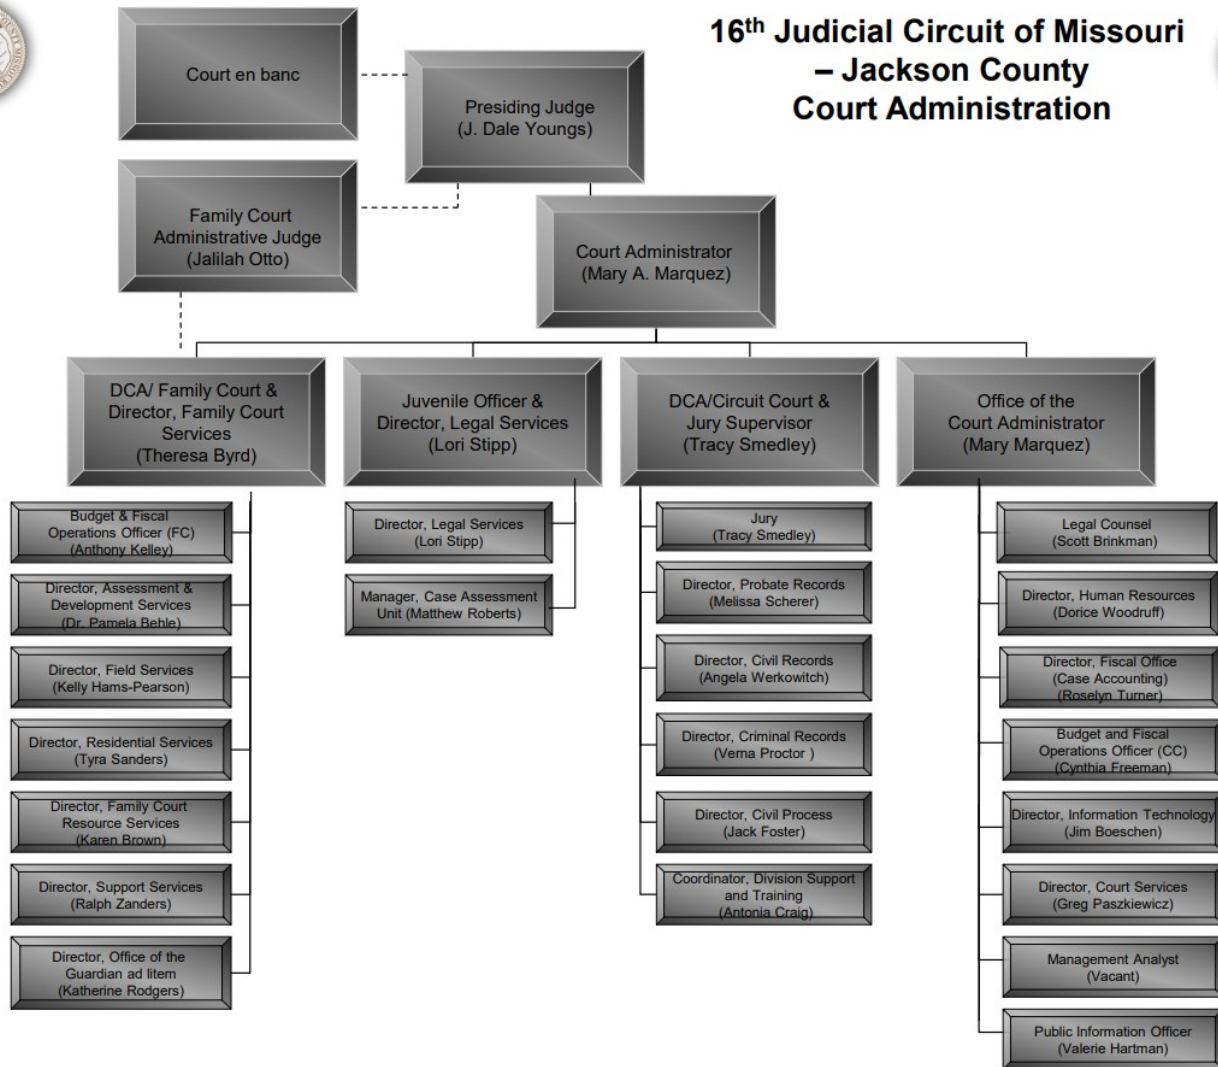 16th Judicial Circuit of Missouri
– Jackson County
Court Administration
Court en banc
Presiding Judge
(J. Dale Youngs)
Family Court
Administrative Judge
(Jalilah Otto)
Court Administrator
(Mary A. Marquez)
DCA/ Family Court &
Director, Family Court
Services
(Theresa Byrd)
Juvenile Officer &
Director, Legal Services
(Lori Stipp)
DCA/Circuit Court &
Jury Supervisor
(Tracy Smedley)
Office of the
Court Administrator
(Mary Marquez)
Budget & Fiscal
Operations Officer (FC)
(Anthony Kelley)
Director, Assessment &
Development Services
(Dr. Pamela Behle)
Director, Field Services
(Kelly Hams-Pearson)
Director, Residential Services
(Tyra Sanders)
Director, Family Court
Resource Services
(Karen Brown)
Director, Support Services
(Ralph Zanders)
Director, Office of the
Guardian ad litem
(Katherine Rodgers)
Director, Legal Services
(Lori Stipp)
Manager, Case Assessment
Unit (Matthew Roberts)
Jury
(Tracy Smedley)
Director, Probate Records
(Melissa Scherer)
Director, Civil Records
(Angela Werkowitch)
Director, Criminal Records
(Verna Proctor )
Director, Civil Process
(Jack Foster)
Coordinator, Division Support
and Training
(Antonia Craig)
Legal Counsel
(Scott Brinkman)
Director, Human Resources
(Dorice Woodruff)
Director, Fiscal Office
(Case Accounting)
(Roselyn Turner)
Budget and Fiscal
Operations Officer (CC)
(Cynthia Freeman)
Director, Information Technology
(Jim Boeschen)
Director, Court Services
(Greg Paszkiewicz)
Management Analyst
(Vacant)
Public Information Officer
(Valerie Hartman)